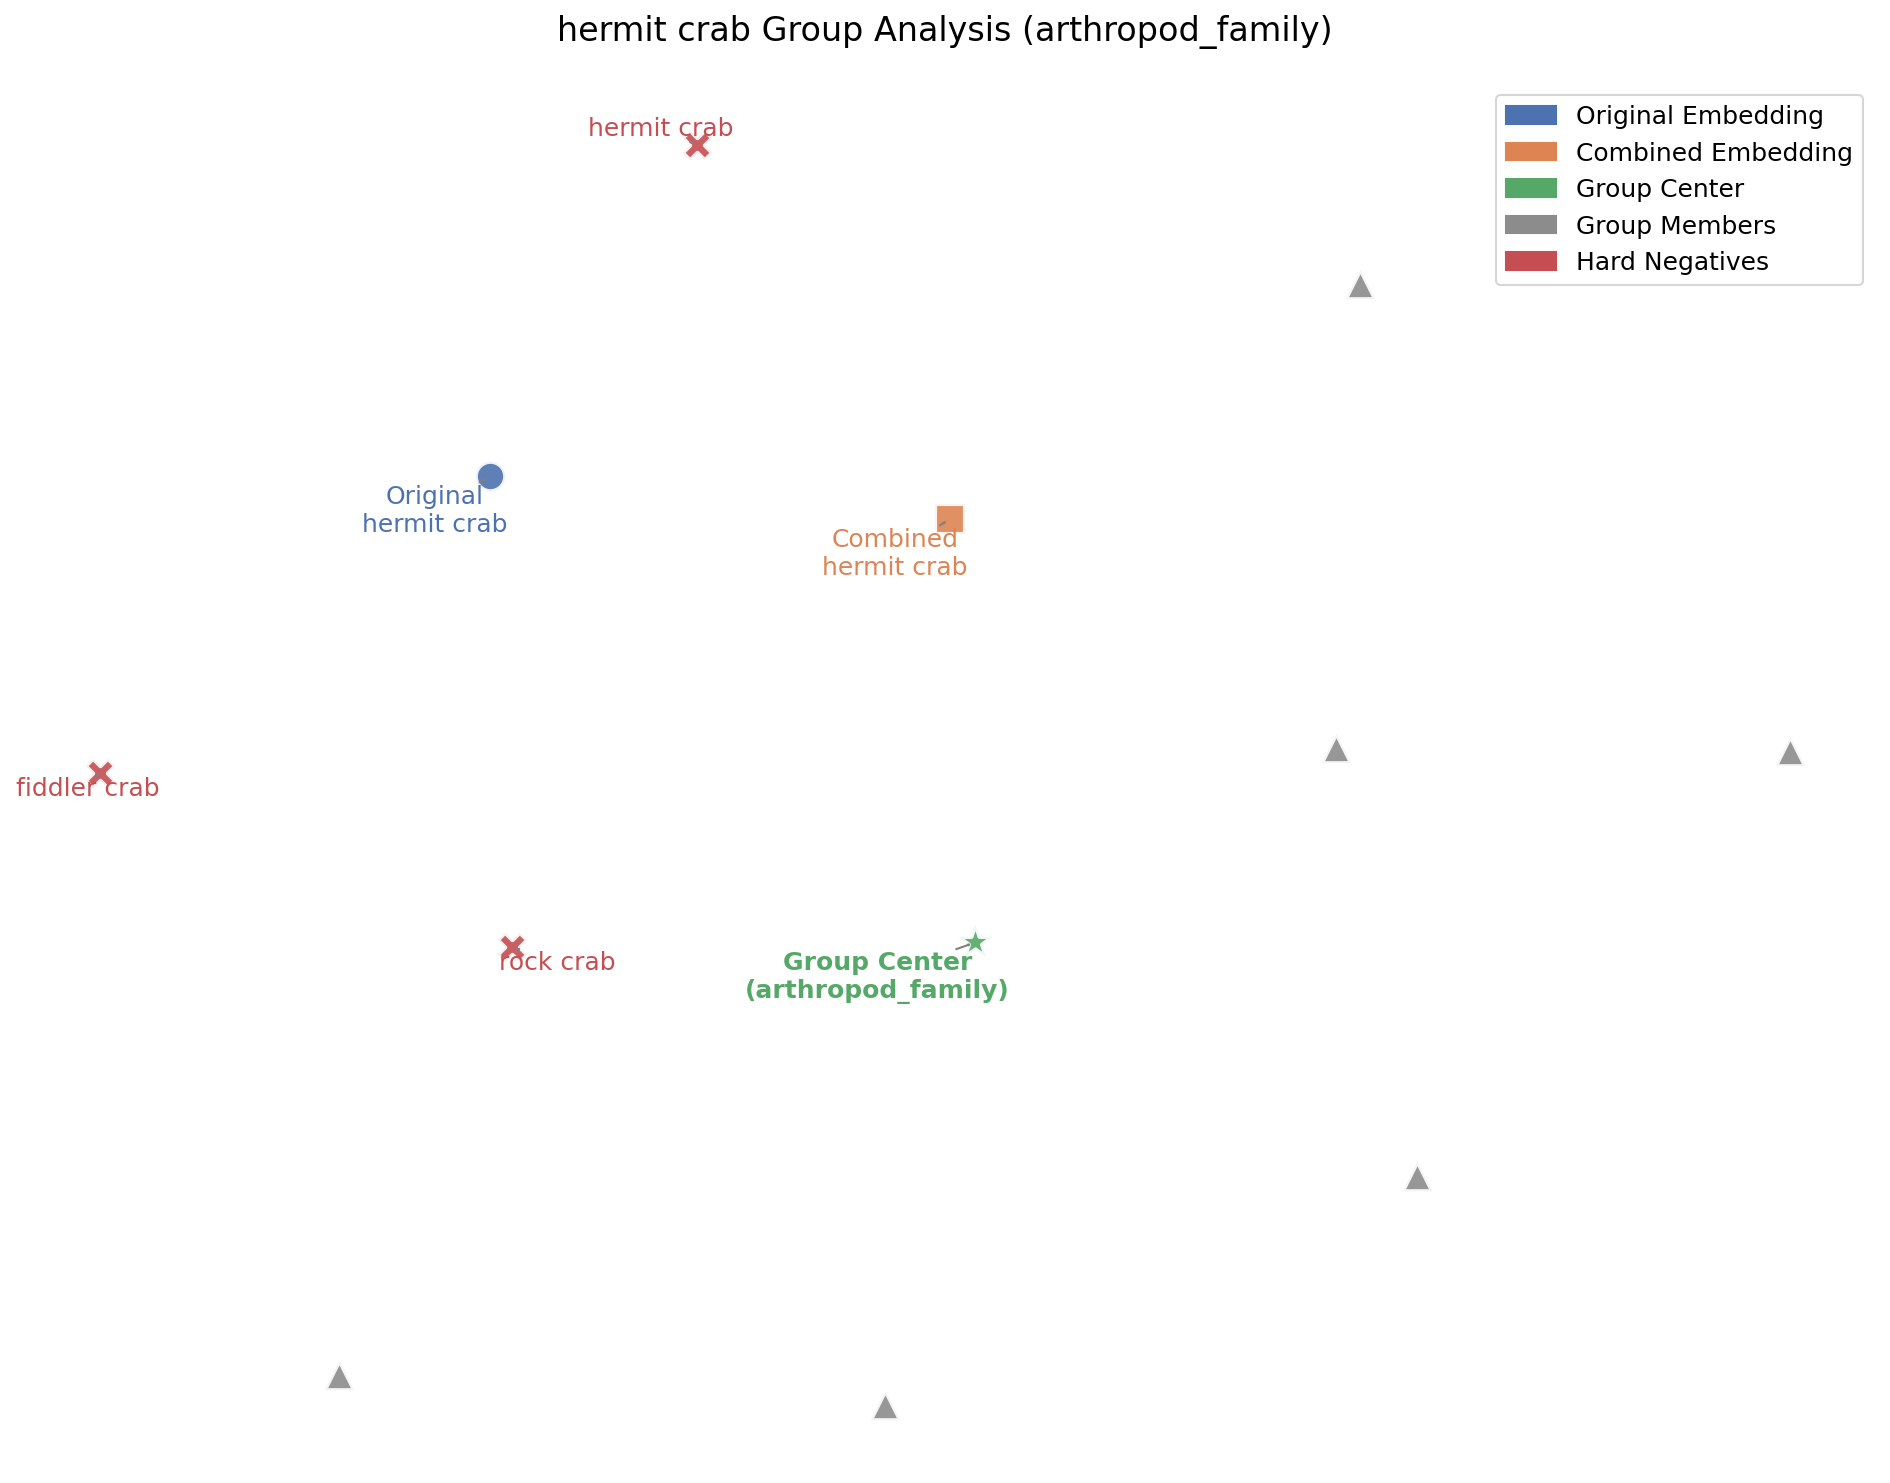 hermit crab Group Analysis (arthropod_family)
Original Embedding
Combined Embedding
Group Center
Group Members
Hard Negatives
hermit crab
Original
hermit crab
Combined
hermit crab
fiddler crab
rock crab
Group Center
(arthropod_family)